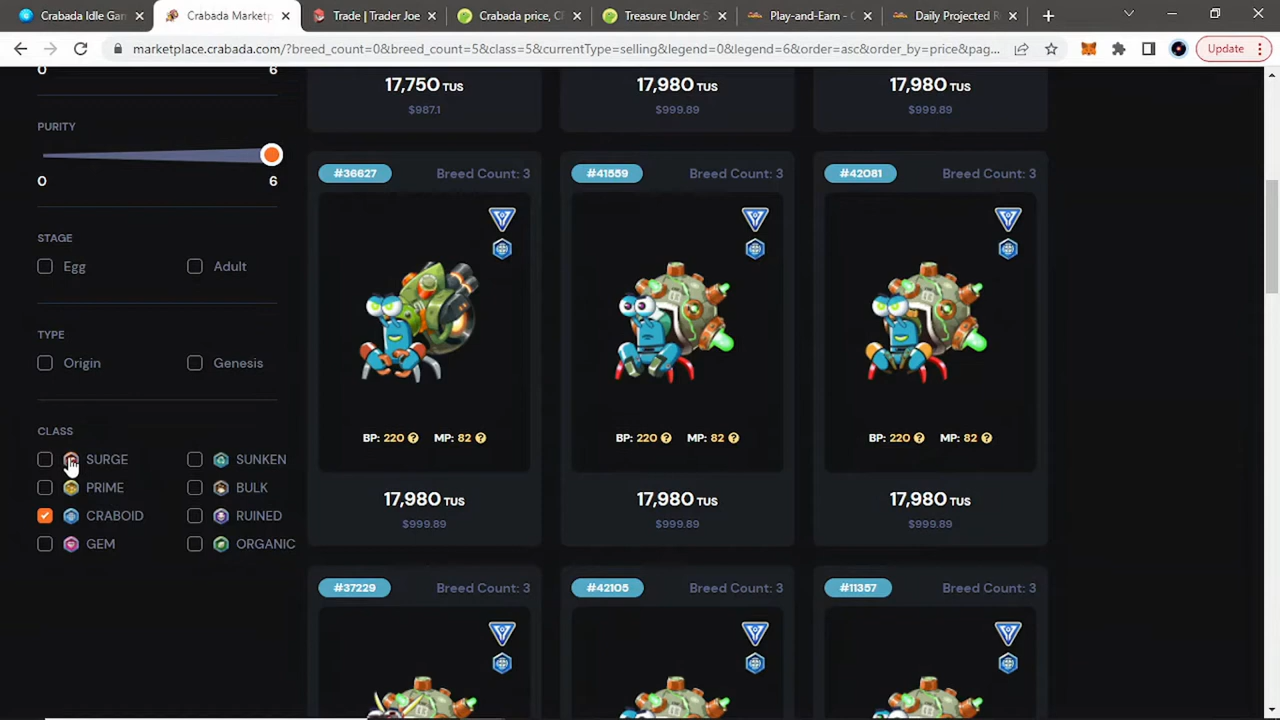 Crabada Idle Gam
Crabada Marketp
Trade | Trader Joe
Crabada price, C
Treasure Under S
Play-and-Earn - C
Daily Projected R
marketplace.crabada.com/?breed_count=0&breed_count=5&class=5&currentType=selling&legend=0&legend=6&order=asc&order_by=price&pag...
Update
0
6
PURITY
0
6
STAGE
Egg
Adult
TYPE
Origin
Genesis
CLASS
SURGE
SUNKEN
PRIME
BULK
CRABOID
RUINED
GEM
ORGANIC
17,750 TUS
$987.1
17,980 TUS
$999.89
17,980 TUS
$999.89
#36627
Breed Count: 3
BP: 220 ?
MP: 82 ?
17,980 TUS
$999.89
#41559
Breed Count: 3
BP: 220 ?
MP: 82 ?
17,980 TUS
$999.89
#42081
Breed Count: 3
BP: 220 ?
MP: 82 ?
17,980 TUS
$999.89
#37229
Breed Count: 3
#42105
Breed Count: 3
#11357
Breed Count: 3